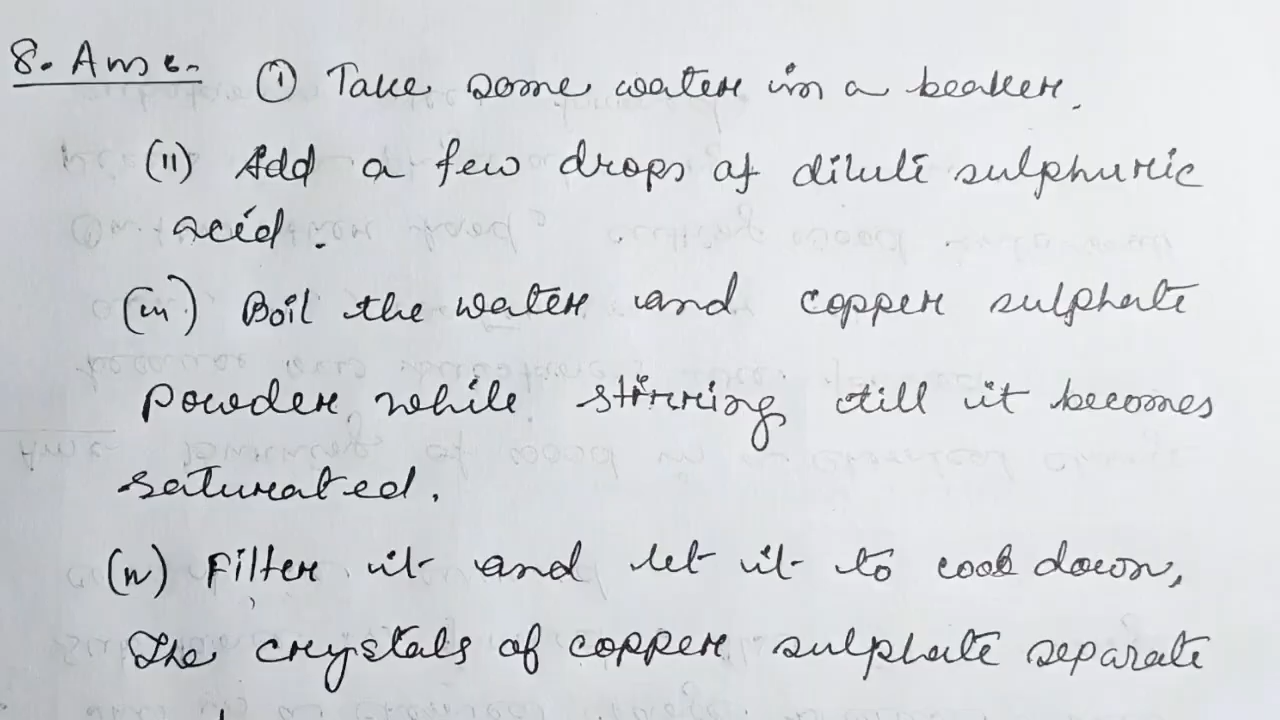 8. Ans. (i) Take some water in a beaker.
(ii) Add a few drops of dilute sulphuric
acid.
(iii) Boil the water and copper sulphate
powder while stirring till it becomes
saturated.
(iv) Filter it and let it to cool down,
The crystals of copper sulphate separate